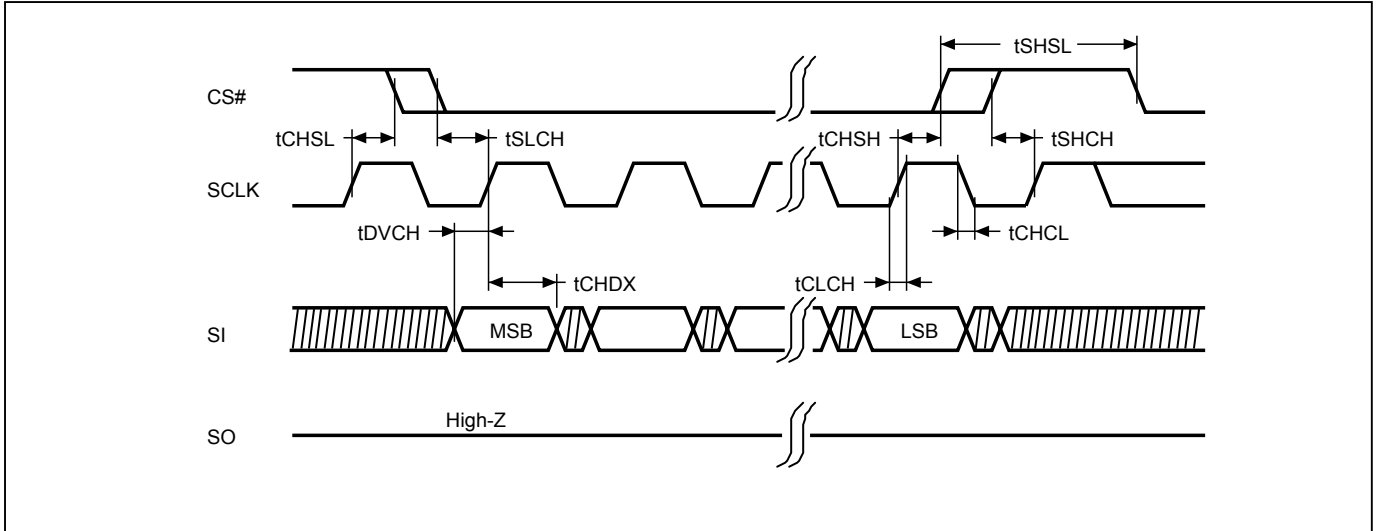 tSHSL
CS#
tCHSL
tSLCH
tCHSH
tSHCH
SCLK
tDVCH
tCHCL
tCHDX
tCLCH
SI
MSB
LSB
High-Z
SO